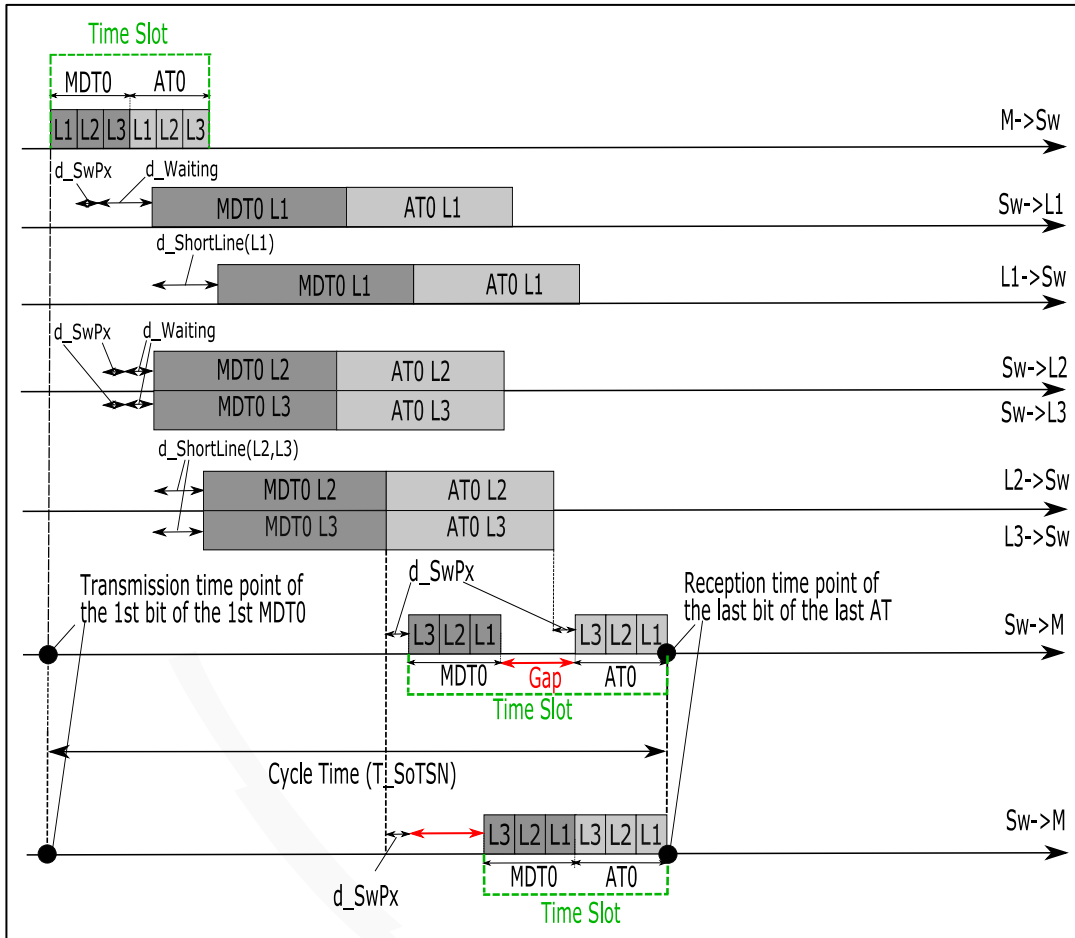 Time Slot
MDT0
AT0
L1
L2
L3
L1
L2
L3
M->Sw
d_SwPx
d_Waiting
MDT0 L1
AT0 L1
Sw->L1
d_ShortLine(L1)
MDT0 L1
AT0 L1
L1->Sw
d_SwPx
d_Waiting
MDT0 L2
AT0 L2
Sw->L2
MDT0 L3
AT0 L3
Sw->L3
d_ShortLine(L2,L3)
MDT0 L2
AT0 L2
L2->Sw
MDT0 L3
AT0 L3
L3->Sw
d_SwPx
Transmission time point of
the 1st bit of the 1st MDT0
Reception time point of
the last bit of the last AT
L3
L2
L1
L3
L2
L1
Sw->M
MDT0
Gap
AT0
Time Slot
Cycle Time (T_SoTSN)
L3
L2
L1
L3
L2
L1
Sw->M
MDT0
AT0
d_SwPx
Time Slot